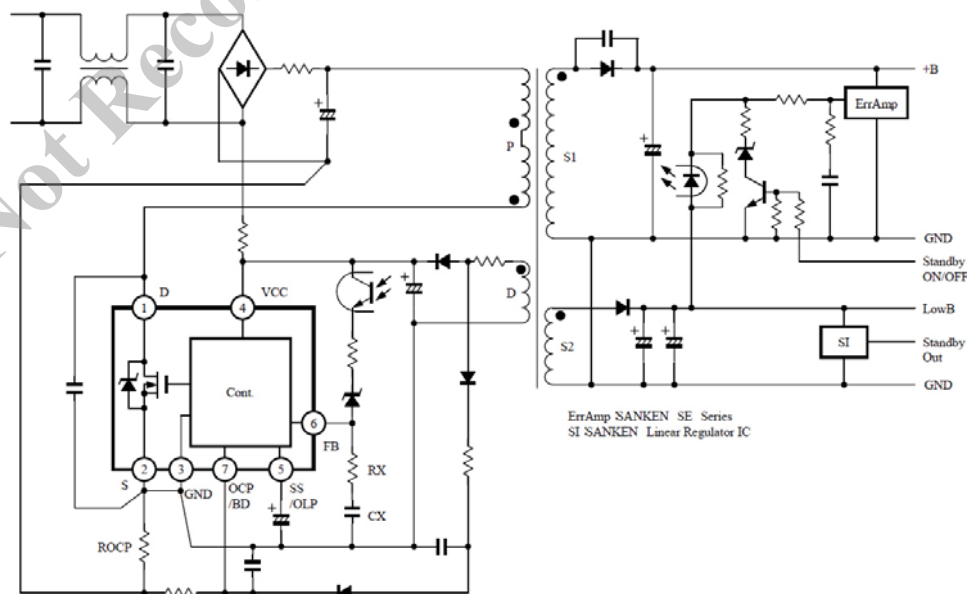 Not Reco
+B
ErrAmp
P
S1
GND
Standby
ON/OFF
D
VCC
D
LowB
1
4
S2
SI
Standby
Out
Cont.
GND
6
FB
ErrAmp SANKEN SE Series
SI SANKEN Linear Regulator IC
2
3
7
5
S
GND
OCP
/BD
SS
/OLP
RX
CX
ROCP
+
+
+
+
+
+